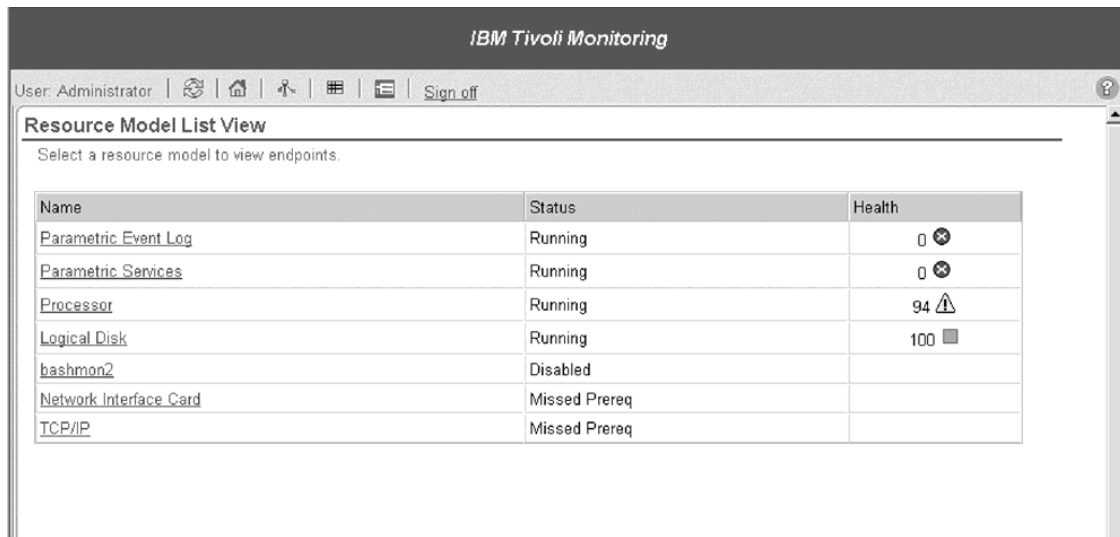 IBM Tivoli Monitoring
User: Administrator | | | | | | Sign off ?
Resource Model List View
Select a resource model to view endpoints.
Name Status Health
Parametric Event Log Running 0
Parametric Services Running 0
Processor Running 94
Logical Disk Running 100
bashmon2 Disabled
Network Interface Card Missed Prereq
TCP/IP Missed Prereq